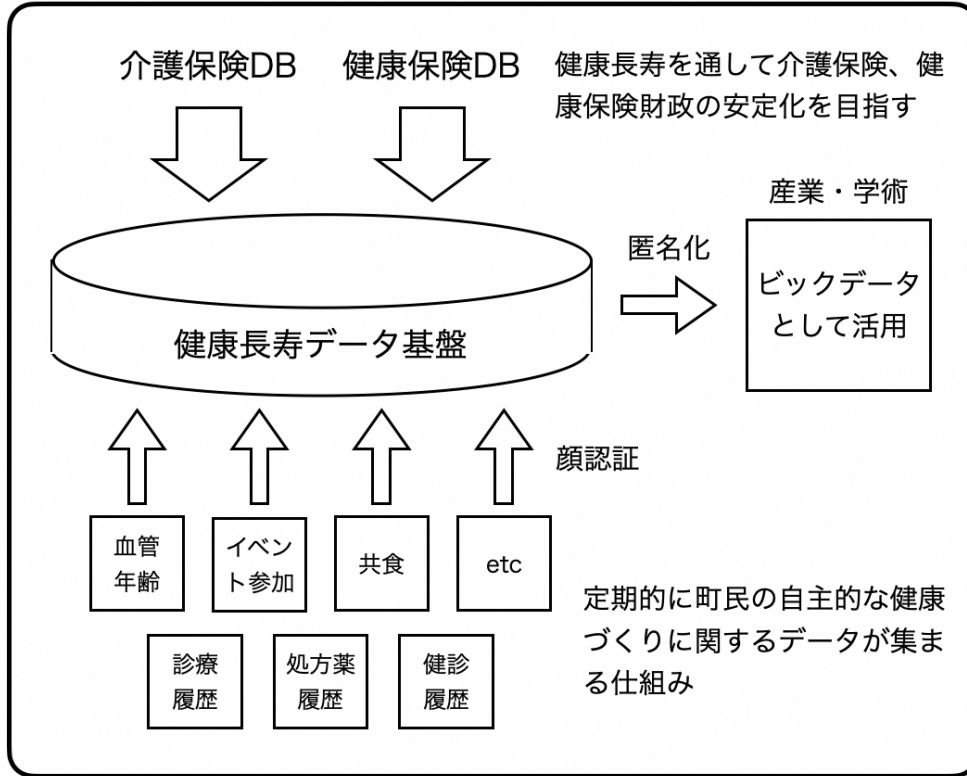 介護保険DB
健康保険DB
健康長寿を通して介護保険、健
康保険財政の安定化を目指す
産業・学術
匿名化
ビックデータ
として活用
健康長寿データ基盤
顔認証
血管
年齢
イベン
ト参加
共食
etc
定期的に町民の自主的な健康
づくりに関するデータが集ま
る仕組み
診療
履歴
処方薬
履歴
健診
履歴